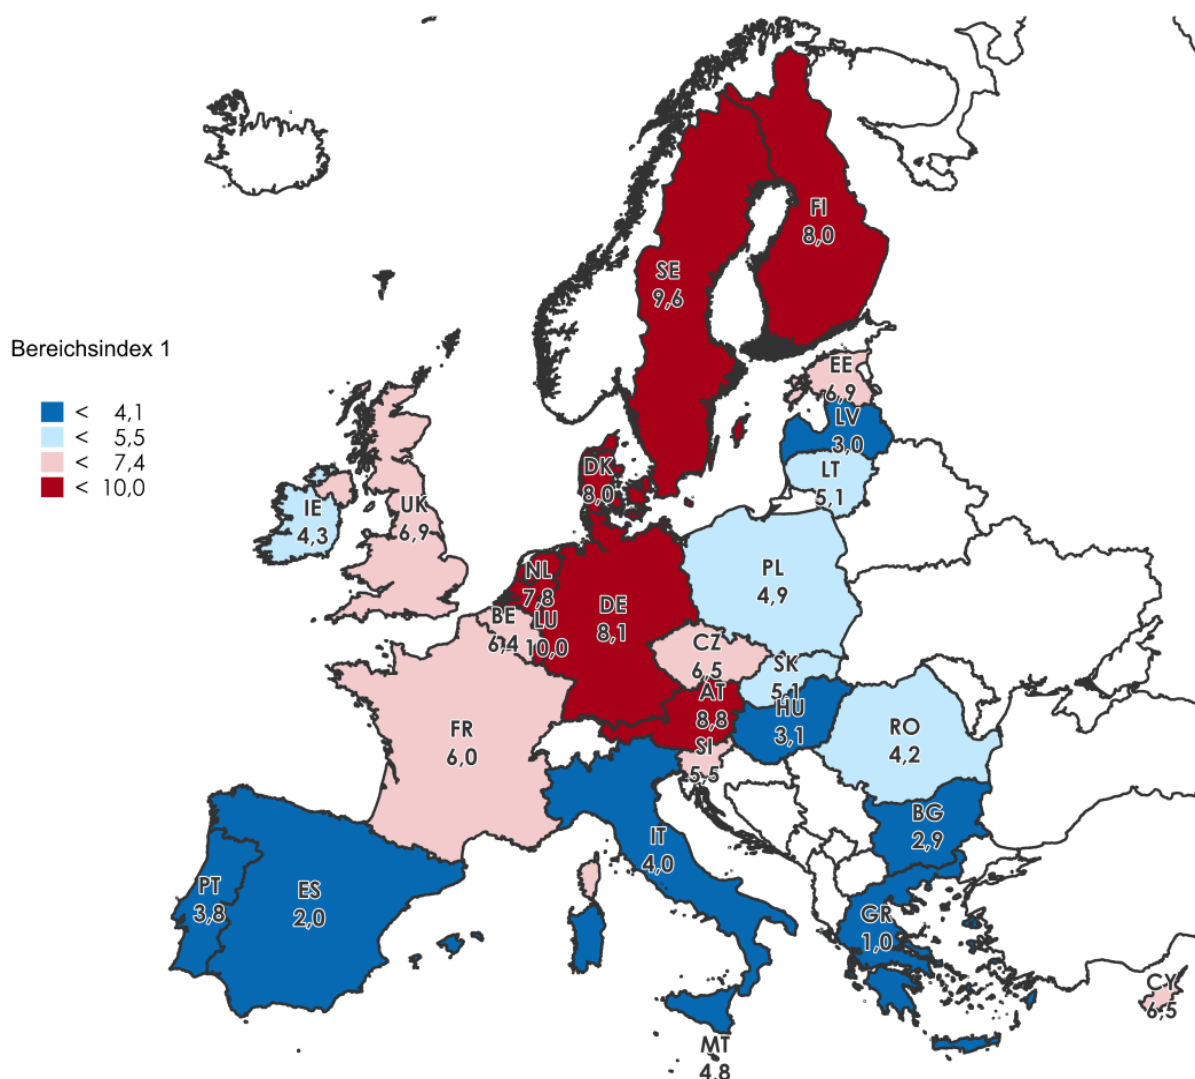 Bereichsindex 1
< 4,1
< 5,5
< 7,4
< 10,0
FI
8,0
SE
9,6
EE
6,9
LV
3,0
LT
5,1
DK
8,0
IE
4,3
UK
6,9
NL
7,8
PL
4,9
BE
6,4
LU
10,0
DE
8,1
CZ
6,5
SK
5,1
AT
8,8
HU
3,1
FR
6,0
SI
5,5
RO
4,2
BG
2,9
IT
4,0
PT
3,8
ES
2,0
GR
1,0
CY
6,5
MT
4,8